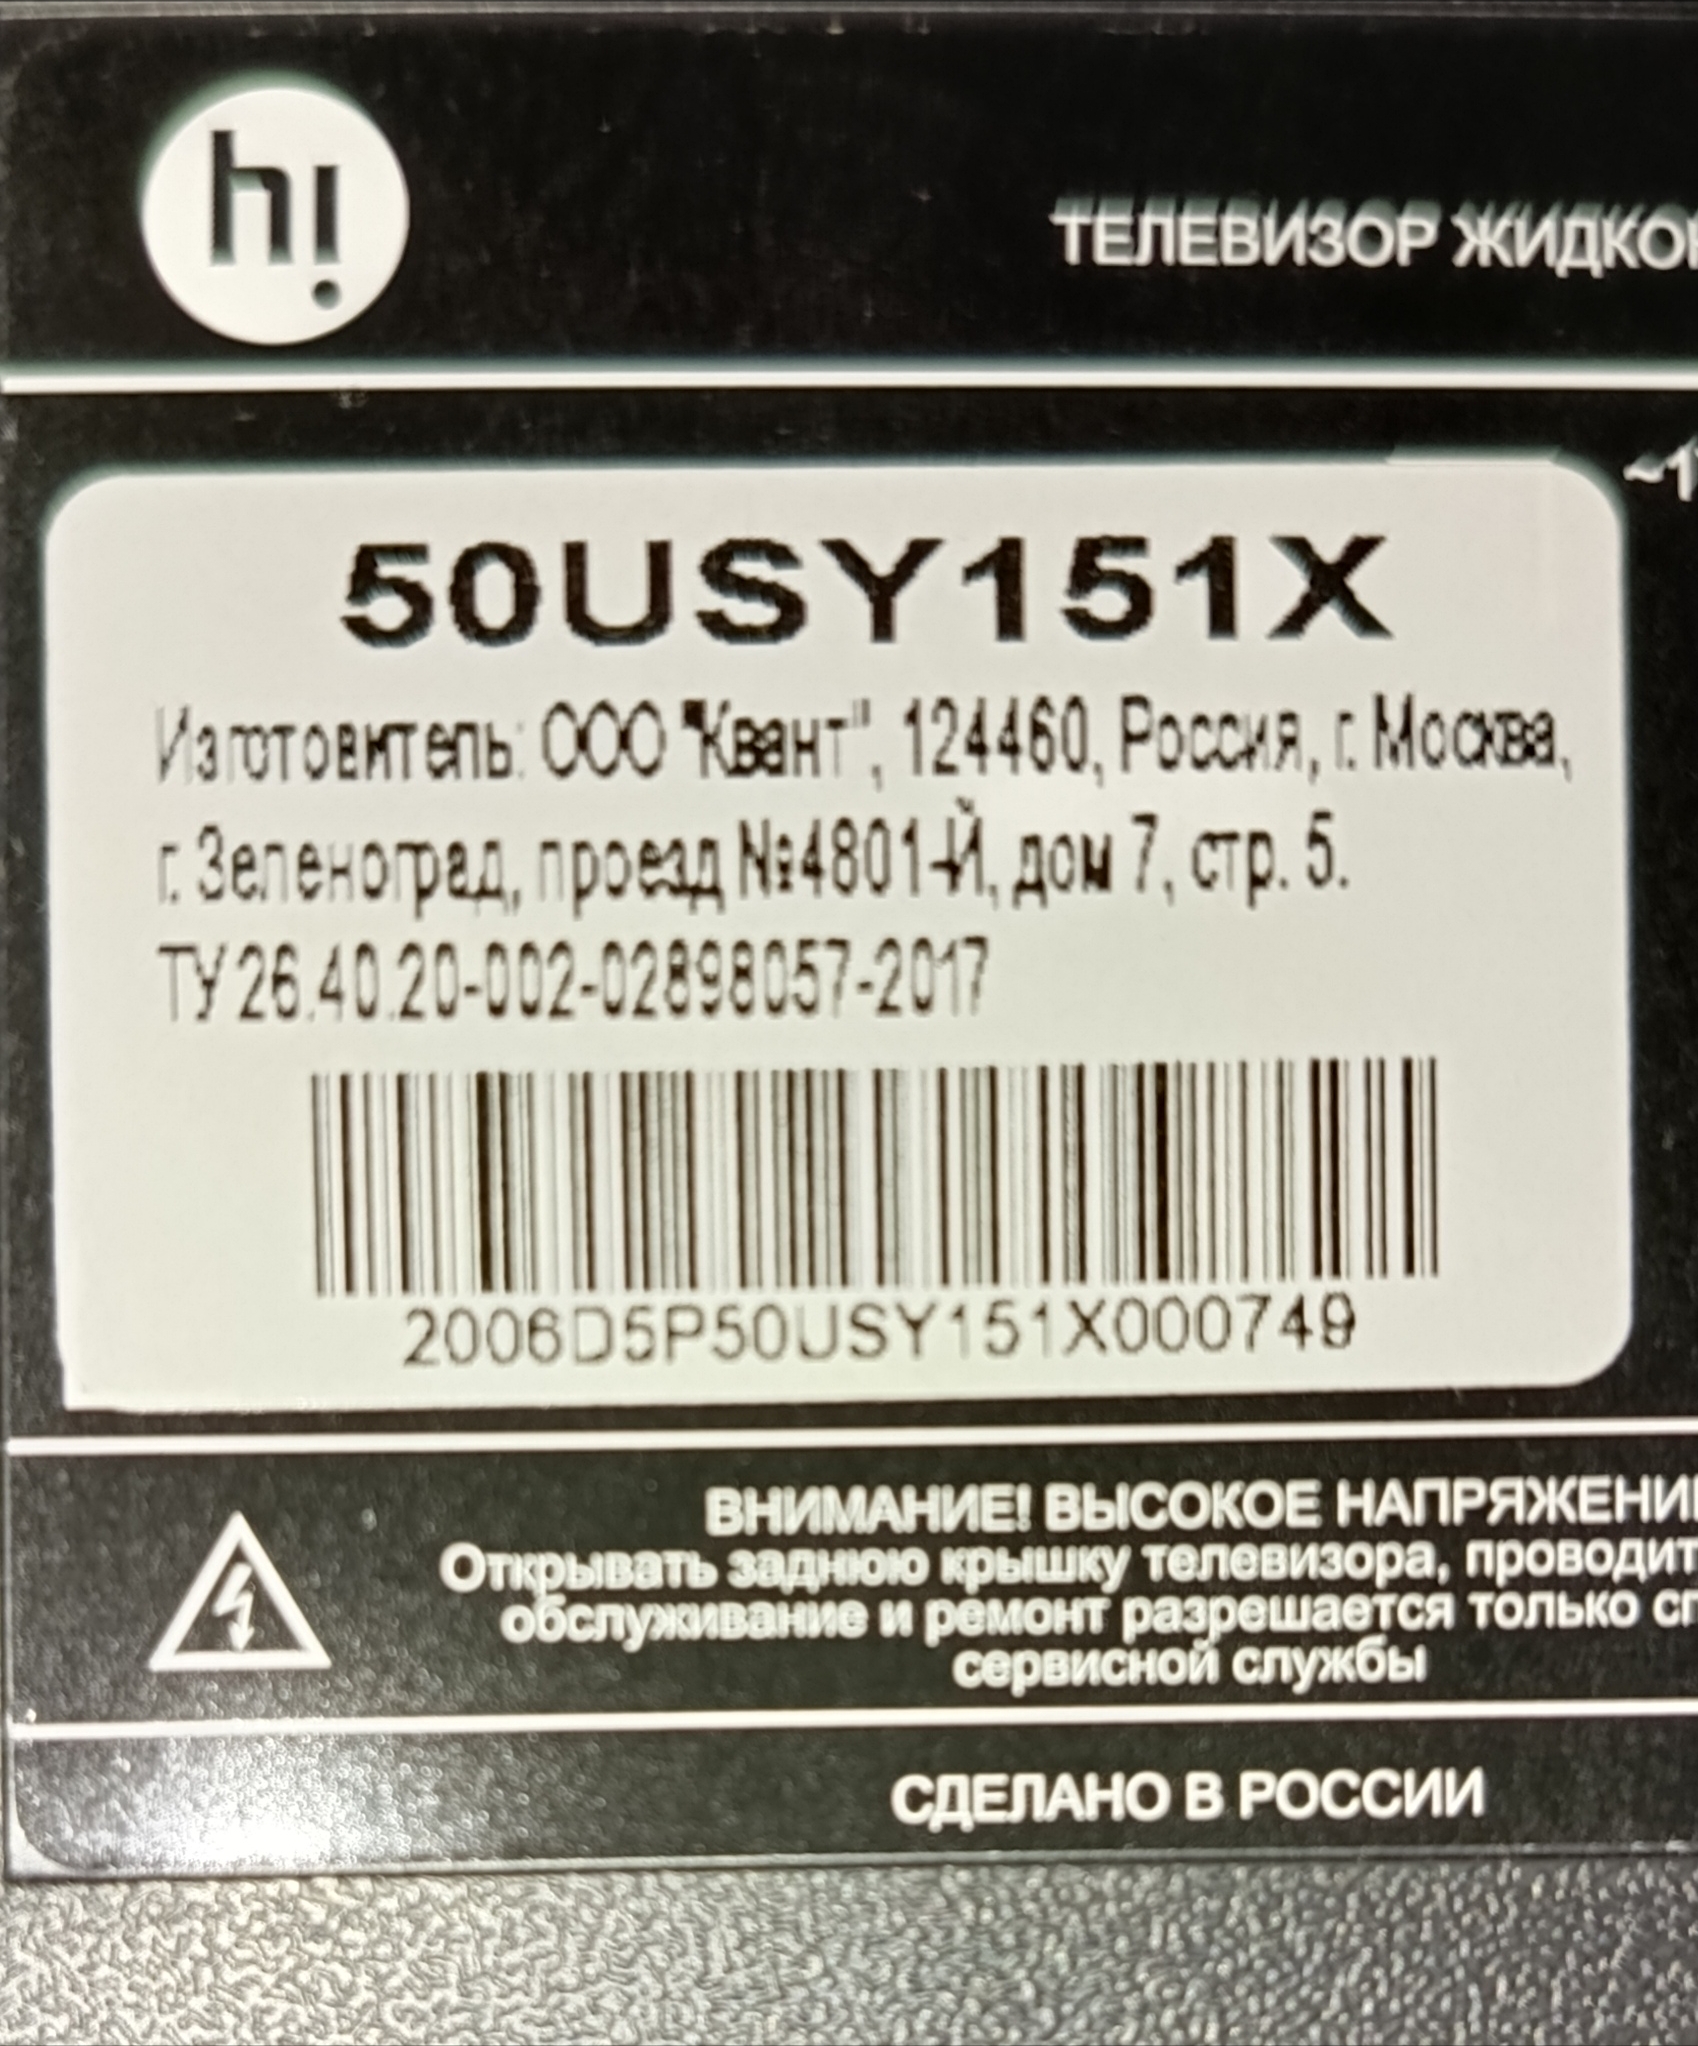 hi
ТЕЛЕВИЗОР ЖИДКО
~1
50USY151X
Изготовитель: ООО "Квант", 124460, Россия, г. Москва,
г. Зеленоград, проезд №4801-Й, дом 7, стр. 5.
ТУ 26.40.20-002-02898057-2017
2006D5P50USY151X000749
ВНИМАНИЕ! ВЫСОКОЕ НАПРЯЖЕНИ
Открывать заднюю крышку телевизора, проводит
обслуживание и ремонт разрешается только сп
сервисной службы
СДЕЛАНО В РОССИИ